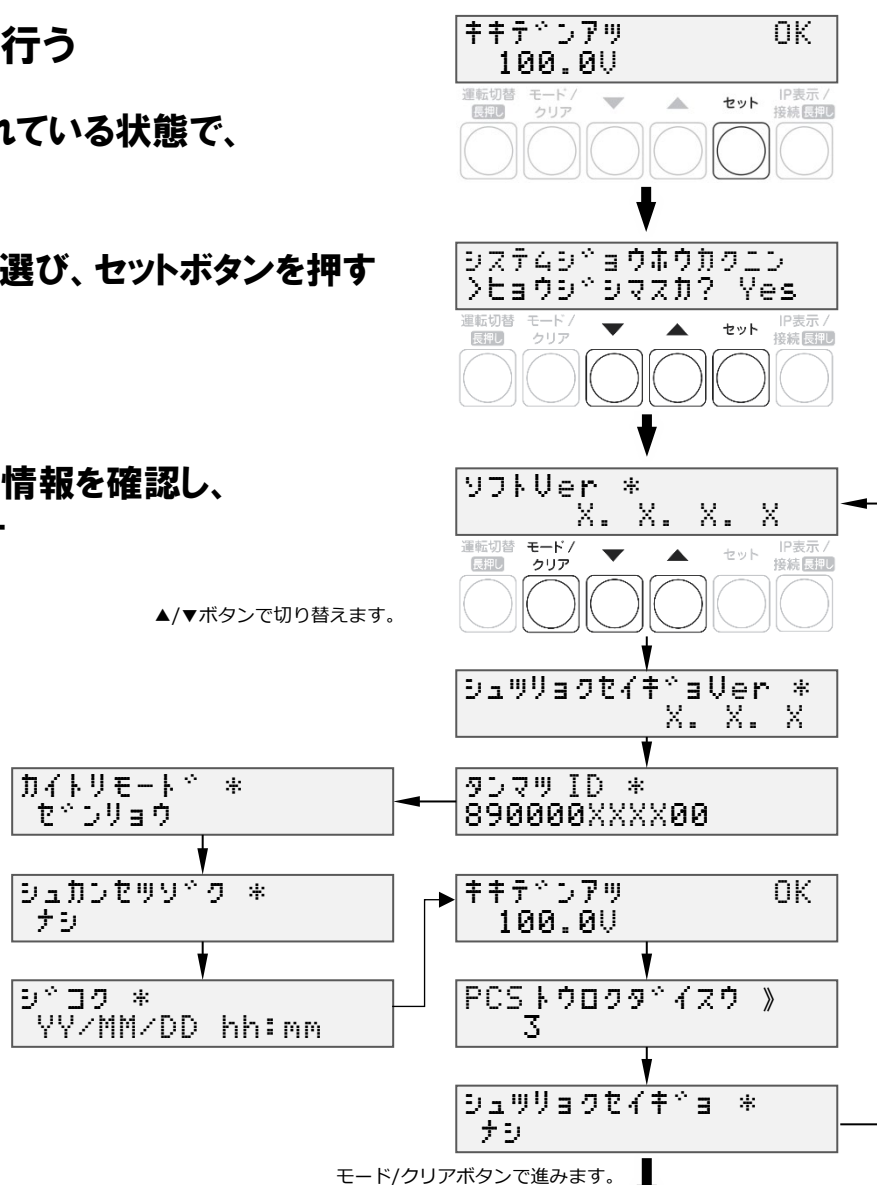 行う
れている状態で、
選び、セットボタンを押す
情報を確認し、
▲/▼ボタンで切り替えます。
キキデンアツ OK
100.0V
運転切替 長押し モード/クリア ▼ ▲ セット IP表示/接続 長押し
システムジョウホウカクニン
>ヒョウジシマスカ? Yes
運転切替 長押し モード/クリア ▼ ▲ セット IP表示/接続 長押し
ソフトVer *
X. X. X. X
運転切替 長押し モード/クリア ▼ ▲ セット IP表示/接続 長押し
シュツリョクセイギョVer *
X. X. X
タンマツ ID *
890000XXXX00
カイトリモード *
ゼンリョウ
シュカンセツゾク *
ナシ
ジコク *
YY/MM/DD hh:mm
キキデンアツ OK
100.0V
PCSトウロクダイスウ 》
3
シュツリョクセイギョ *
ナシ
モード/クリアボタンで進みます。